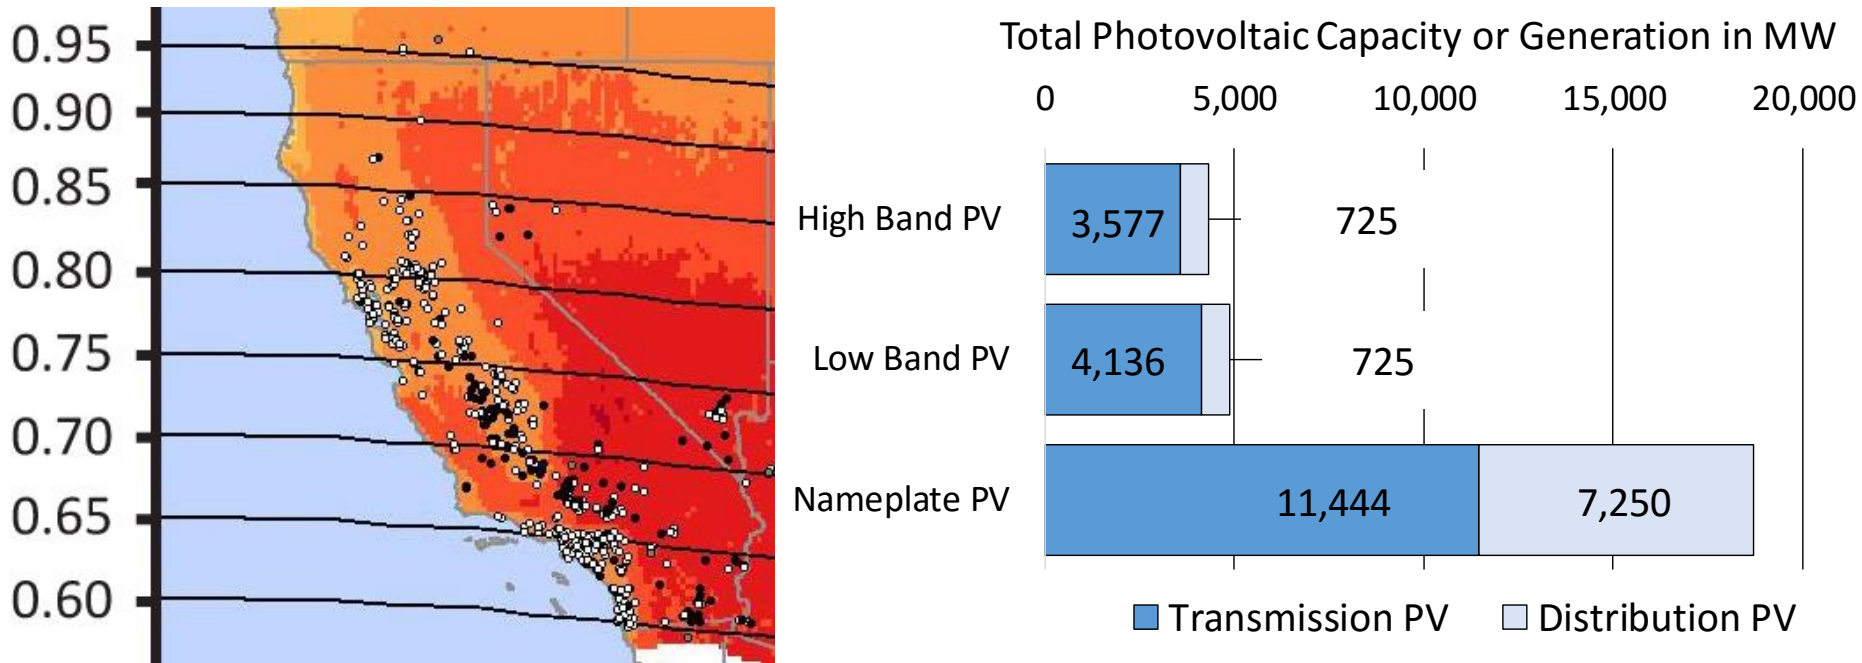 0.95
0.90
0.85
0.80
0.75
0.70
0.65
0.60
Total Photovoltaic Capacity or Generation in MW
0 5,000 10,000 15,000 20,000
High Band PV 3,577 725
Low Band PV 4,136 725
Nameplate PV 11,444 7,250
Transmission PV Distribution PV